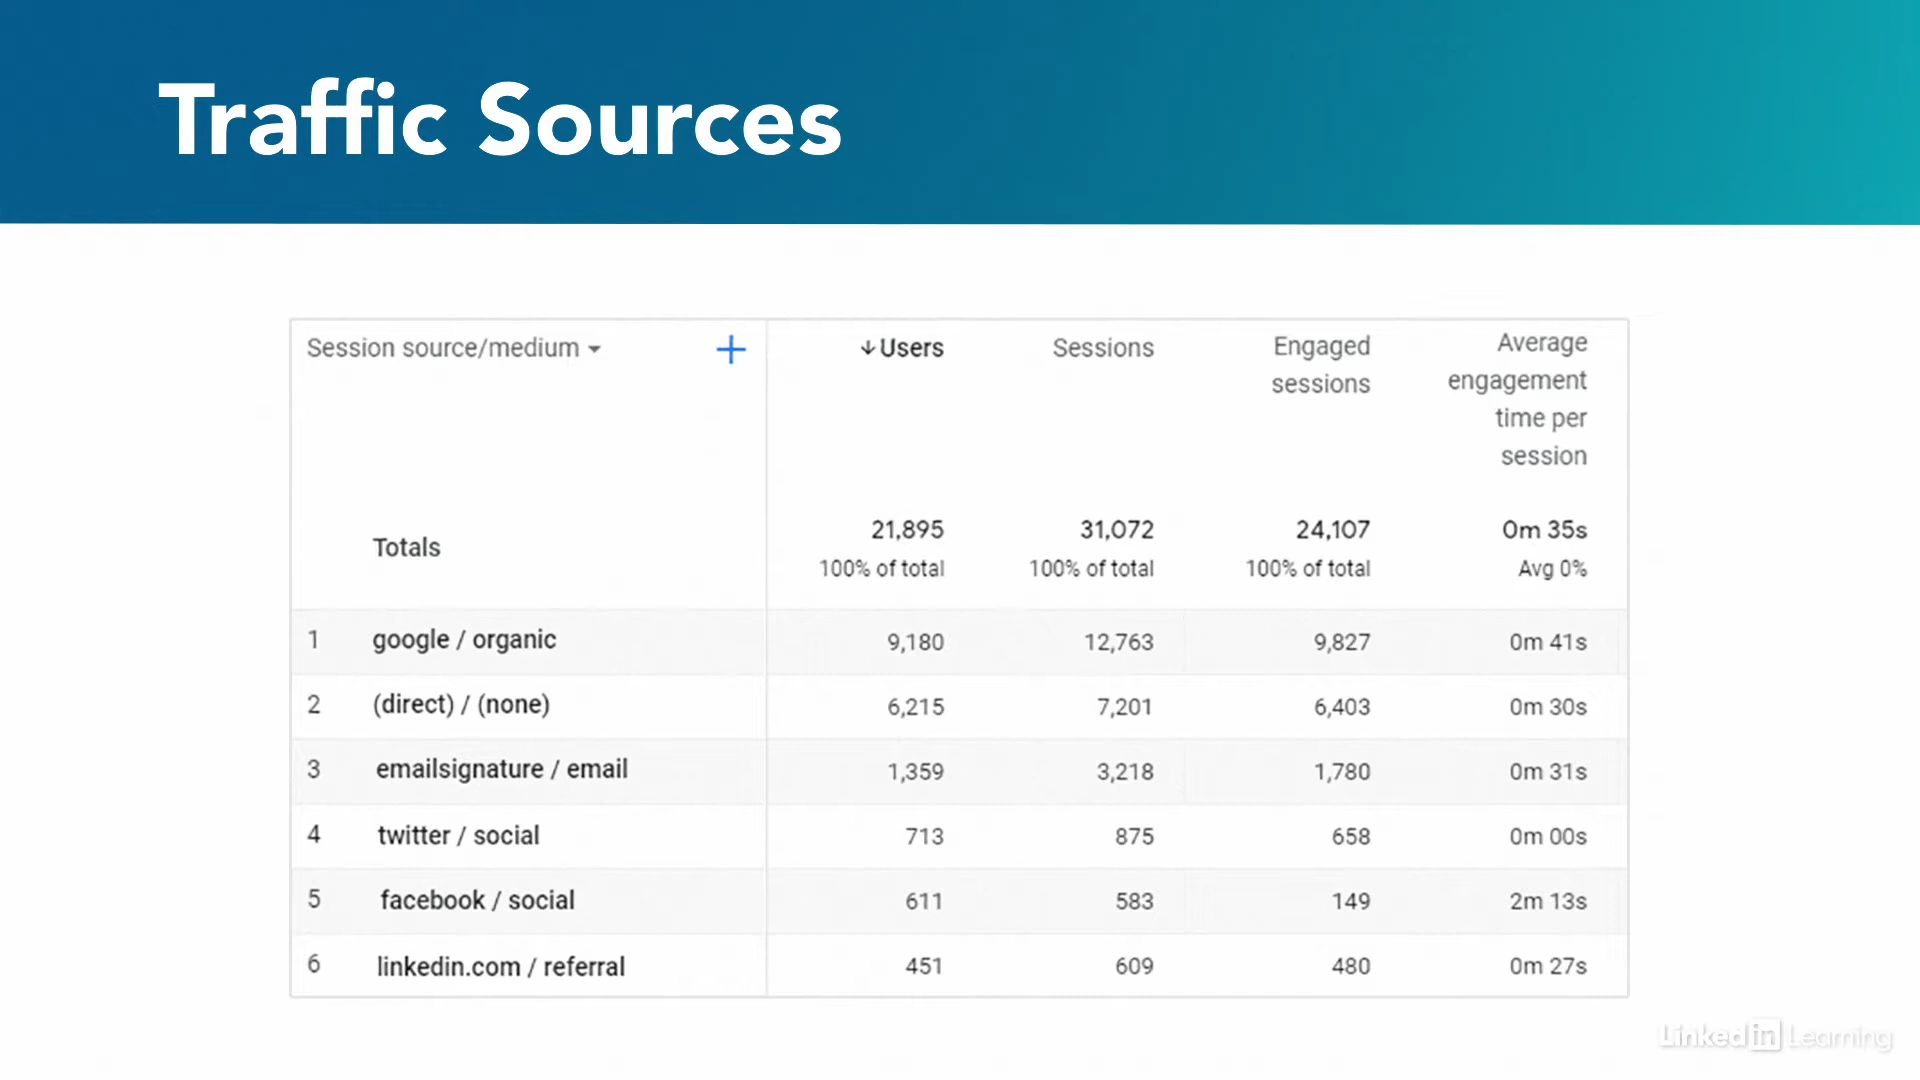 Traffic Sources
Session source/medium
Users
Sessions
Engaged
sessions
Average
engagement
time per
session
Totals
21,895
31,072
24,107
0m 35s
100% of total
100% of total
100% of total
Avg 0%
1 google / organic 9,180 12,763 9,827 0m 41s
2 (direct) / (none) 6,215 7,201 6,403 0m 30s
3 emailsignature / email 1,359 3,218 1,780 0m 31s
4 twitter / social 713 875 658 0m 00s
5 facebook / social 611 583 149 2m 13s
6 linkedin.com / referral 451 609 480 0m 27s
Linked in Learning